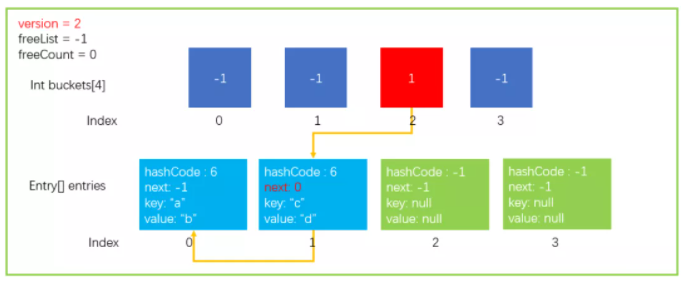 version = 2
freeList = -1
freeCount = 0
Int buckets[4]
-1 -1 1 -1
Index 0 1 2 3
Entry[] entries
hashCode : 6
next: -1
key: "a"
value: "b"
hashCode : 6
next: 0
key: "c"
value: "d"
hashCode : -1
next: -1
key: null
value: null
hashCode : -1
next: -1
key: null
value: null
Index 0 1 2 3